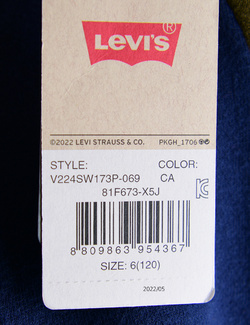 LEVI'S
©2022 LEVI STRAUSS & CO. PKGH_1706
STYLE: COLOR:
V224SW173P-069 CA
81F673-X5J
8 809863 954367
SIZE: 6(120)
2022/05